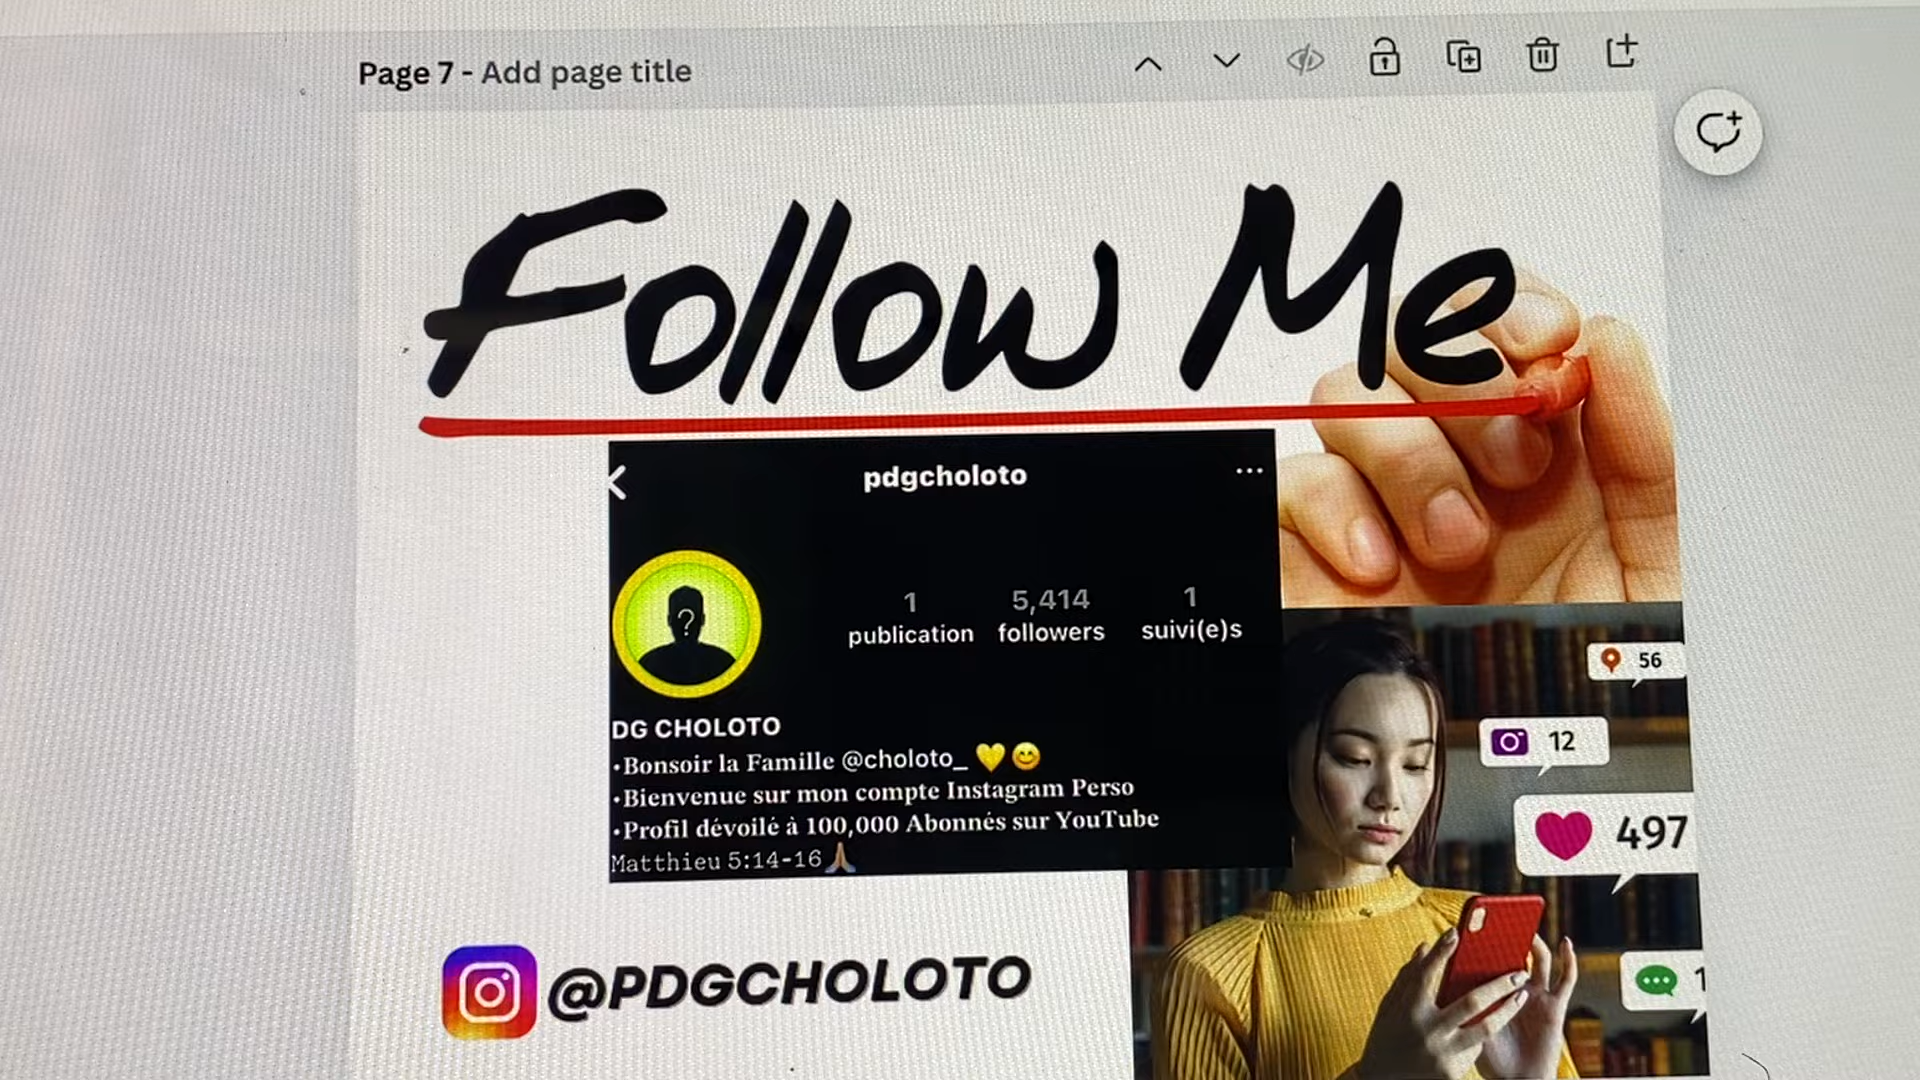 Page 7 - Add page title
Follow Me
pdgcholoto
1 publication
5,414 followers
1 suivi(e)s
?
DG CHOLOTO
•Bonsoir la Famille @choloto_ 💛😊
•Bienvenue sur mon compte Instagram Perso
•Profil dévoilé à 100,000 Abonnés sur YouTube
Matthieu 5:14-16🙏🏽
56
12
497
1
@PDGCHOLOTO